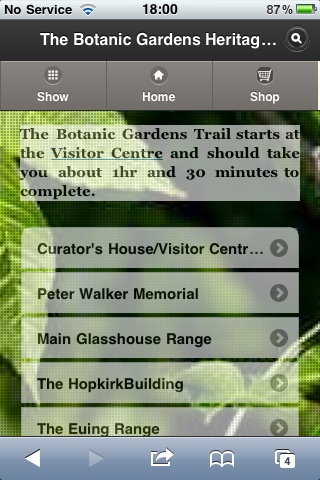 No Service 18:00 87%
The Botanic Gardens Heritag...
Show Home Shop
The Botanic Gardens Trail starts at
the Visitor Centre and should take
you about 1hr and 30 minutes to
complete.
Curator's House/Visitor Centr...
Peter Walker Memorial
Main Glasshouse Range
The HopkirkBuilding
The Euing Range
4